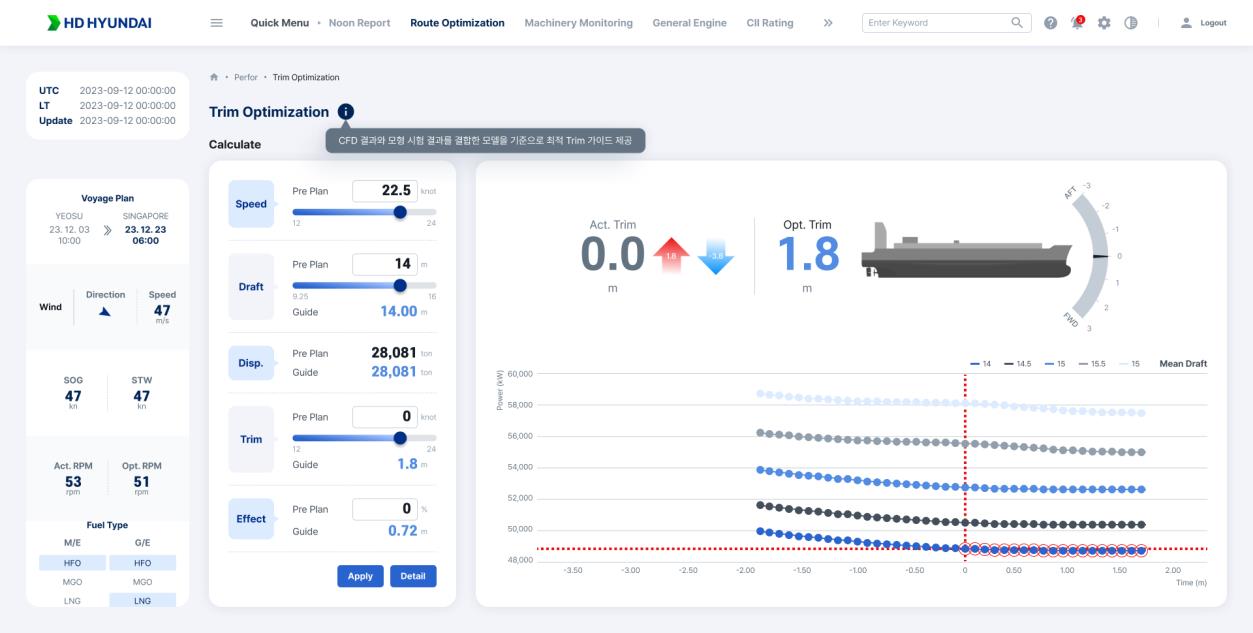 HD HYUNDAI
Quick Menu • Noon Report Route Optimization Machinery Monitoring General Engine CII Rating
Enter Keyword
3
Logout
UTC 2023-09-12 00:00:00
LT 2023-09-12 00:00:00
Update 2023-09-12 00:00:00
Perfor • Trim Optimization
Trim Optimization
CFD 결과와 모형 시험 결과를 결합한 모델을 기준으로 최적 Trim 가이드 제공
Calculate
Voyage Plan
YEOSU SINGAPORE
23. 12. 03 23. 12. 23
10:00 06:00
Wind Direction Speed
47
m/s
SOG STW
47 47
kn kn
Act. RPM Opt. RPM
53 51
rpm rpm
Fuel Type
M/E G/E
HFO HFO
MGO MGO
LNG LNG
Speed Pre Plan 22.5 knot
12 24
Draft Pre Plan 14 m
9.25 16
Guide 14.00 m
Disp. Pre Plan 28,081 ton
Guide 28,081 ton
Trim Pre Plan 0 knot
12 24
Guide 1.8 m
Effect Pre Plan 0 %
Guide 0.72 m
Apply Detail
Act. Trim
0.0
m
1.8
-3.8
Opt. Trim
1.8
m
AFT
-3
-2
-1
0
1
2
3
FWD
14 14.5 15 15.5 15 Mean Draft
Power (kW)
60,000
58,000
56,000
54,000
52,000
50,000
48,000
-3.50 -3.00 -2.50 -2.00 -1.50 -1.00 -0.50 0 0.50 1.00 1.50 2.00
Time (m)